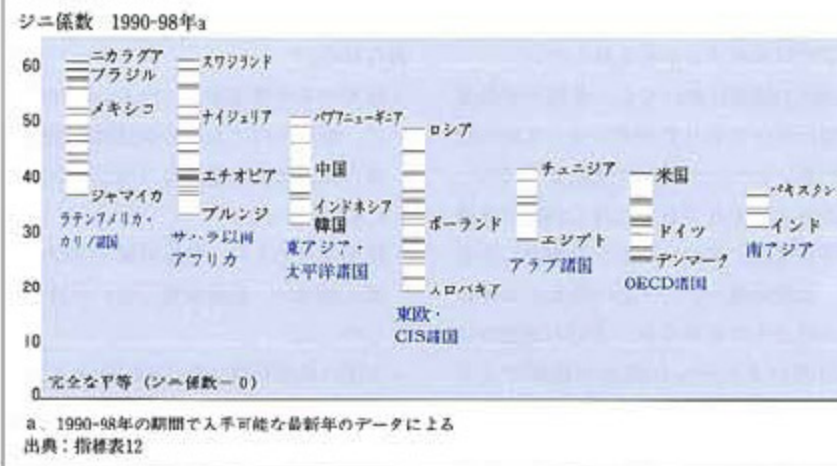 ジニ係数 1990-98年a
60
50
40
30
20
10
0
ニカラグア
ブラジル
メキシコ
ジャマイカ
ラテンアメリカ・
カリブ諸国
スワジランド
ナイジェリア
エチオピア
ブルンジ
サハラ以南
アフリカ
パプアニューギニア
中国
インドネシア
韓国
東アジア・
太平洋諸国
ロシア
ポーランド
スロバキア
東欧・
CIS諸国
チュニジア
エジプト
アラブ諸国
米国
ドイツ
デンマーク
OECD諸国
パキスタン
インド
南アジア
完全な平等（ジニ係数＝0）
a、1990-98年の期間で入手可能な最新年のデータによる
出典：指標表12